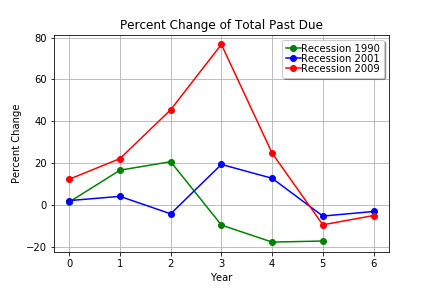 Percent Change of Total Past Due
Recession 1990
Recession 2001
Recession 2009
Percent Change
80
60
40
20
0
−20
0 1 2 3 4 5 6
Year